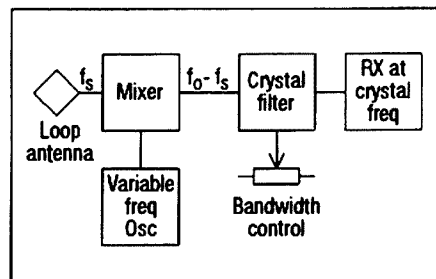 fs
Mixer
fo - fs
Crystal
filter
RX at
crystal
freq
Loop
antenna
Variable
freq
Osc
Bandwidth
control